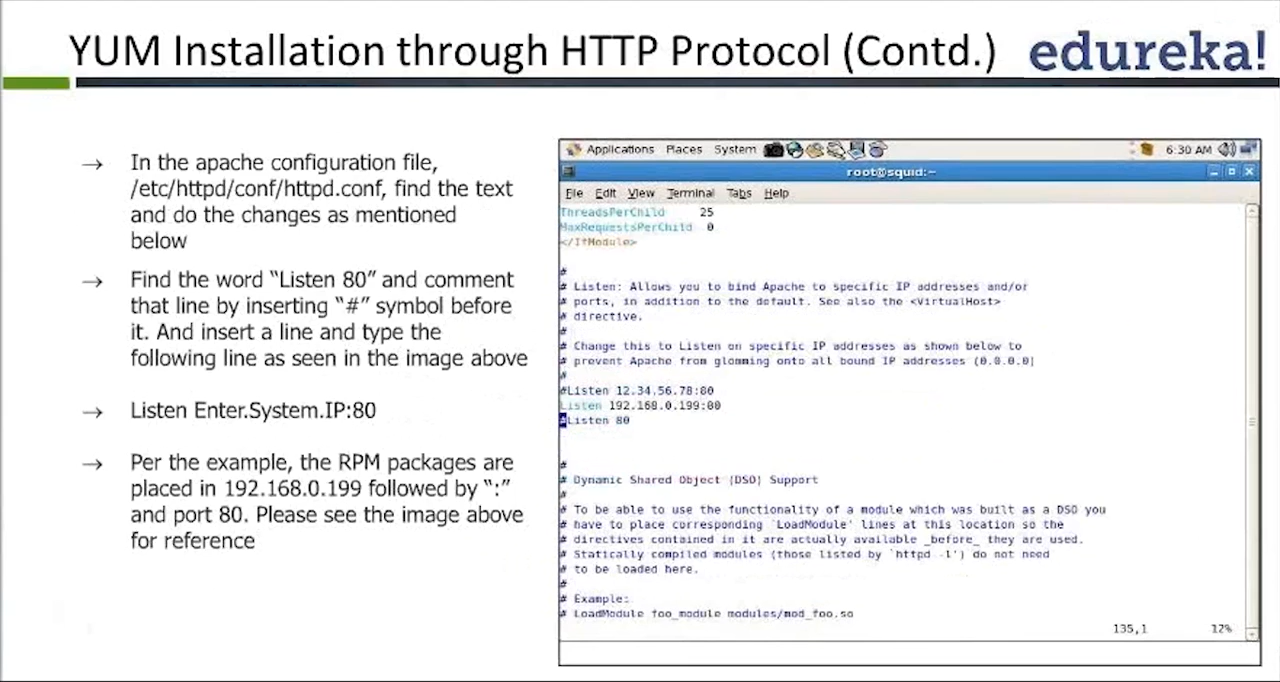 YUM Installation through HTTP Protocol (Contd.)
edureka!
→ In the apache configuration file,
/etc/httpd/conf/httpd.conf, find the text
and do the changes as mentioned
below
→ Find the word “Listen 80” and comment
that line by inserting “#” symbol before
it. And insert a line and type the
following line as seen in the image above
→ Listen Enter.System.IP:80
→ Per the example, the RPM packages are
placed in 192.168.0.199 followed by “:”
and port 80. Please see the image above
for reference
Applications Places System 6:30 AM
root@squid:~
File Edit View Terminal Tabs Help
ThreadsPerChild 25
MaxRequestsPerChild 0
</IfModule>
#
# Listen: Allows you to bind Apache to specific IP addresses and/or
# ports, in addition to the default. See also the <VirtualHost>
# directive.
#
# Change this to Listen on specific IP addresses as shown below to
# prevent Apache from glomming onto all bound IP addresses (0.0.0.0)
#
#Listen 12.34.56.78:80
Listen 192.168.0.199:80
#Listen 80
#
# Dynamic Shared Object (DSO) Support
#
# To be able to use the functionality of a module which was built as a DSO you
# have to place corresponding `LoadModule' lines at this location so the
# directives contained in it are actually available _before_ they are used.
# Statically compiled modules (those listed by `httpd -l') do not need
# to be loaded here.
#
# Example:
# LoadModule foo_module modules/mod_foo.so
135,1 12%